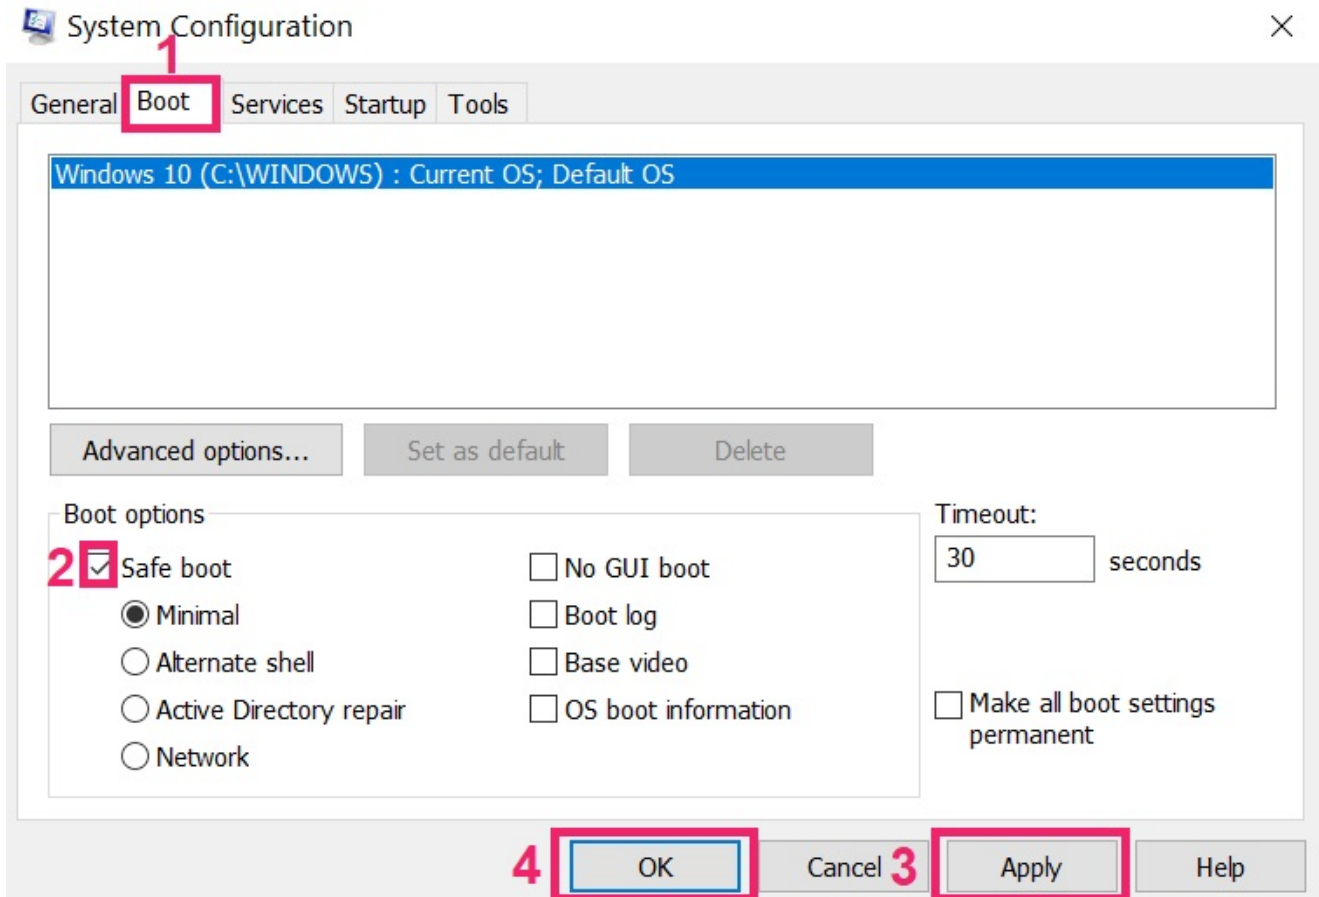 System Configuration
1
General Boot Services Startup Tools
Windows 10 (C:\WINDOWS) : Current OS; Default OS
Advanced options... Set as default Delete
Boot options
Timeout:
2 Safe boot
No GUI boot
30 seconds
Minimal
Boot log
Alternate shell
Base video
Active Directory repair
OS boot information
Make all boot settings
permanent
Network
4 OK Cancel 3 Apply Help